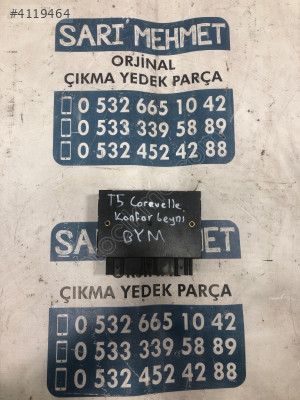 #4119464
SARI MEHMET
ORJİNAL
ÇIKMA YEDEK PARÇA
0 532 665 10 42
0 533 339 58 89
0 532 452 42 88
T5 Caravelle
Konfor beyni
BYM
SARI MEHMET
ÇIKMA YEDEK PARÇA
0 532 665 10 42
0 533 339 58 89
0 532 452 42 88